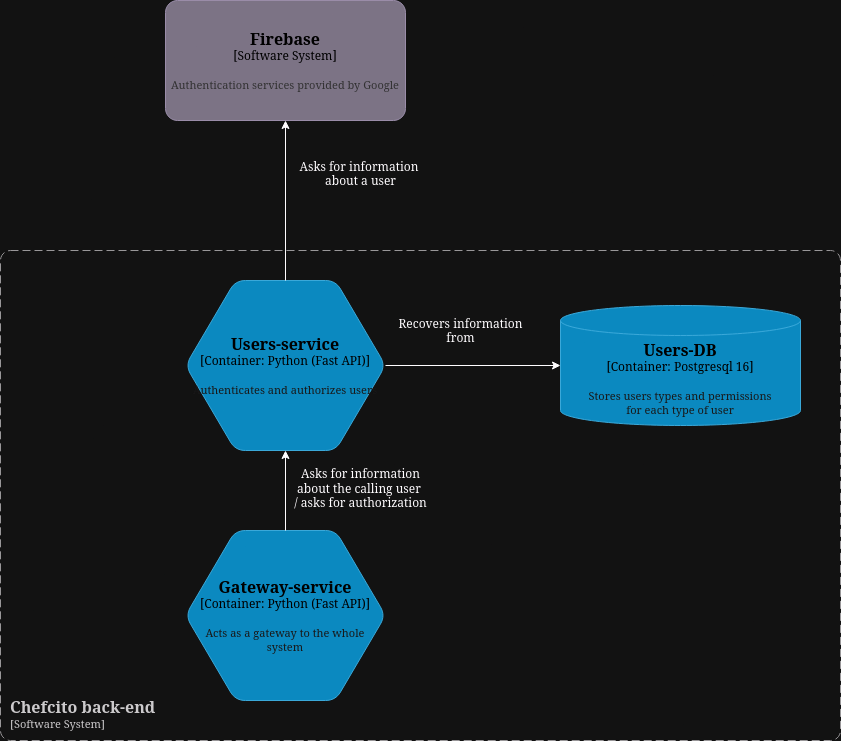 Firebase
[Software System]
Authentication services provided by Google
Asks for information
about a user
Users-service
[Container: Python (Fast API)]
uthenticates and authorizes user
Recovers information
from
Users-DB
[Container: Postgresql 16]
Stores users types and permissions
for each type of user
Asks for information
about the calling user
/ asks for authorization
Gateway-service
[Container: Python (Fast API)]
Acts as a gateway to the whole
system
Chefcito back-end
[Software System]